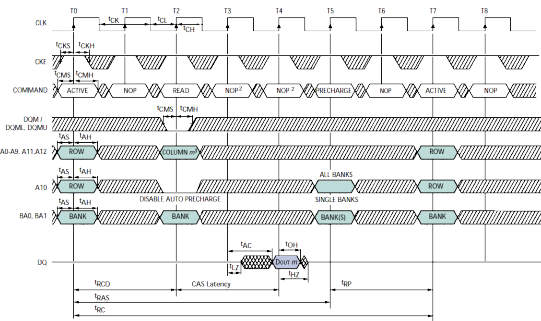 T0 T1 T2 T3 T4 T5 T6 T7 T8
CLK
tCK tCL tCH
CKE
tCKS tCKH
tCMS tCMH
COMMAND ACTIVE NOP READ NOP2 NOP2 PRECHARGE NOP ACTIVE NOP
tCMS tCMH
DQM /
DQML, DQMU
tAS tAH
A0-A9, A11,A12 ROW COLUMN m3 ROW
tAS tAH ALL BANKS
A10 ROW ROW
DISABLE AUTO PRECHARGE SINGLE BANKS
tAS tAH
BA0, BA1 BANK BANK BANK(S) BANK
tAC tOH
DQ DOUT m
tLZ tHZ
tRCD CAS Latency tRP
tRAS
tRC